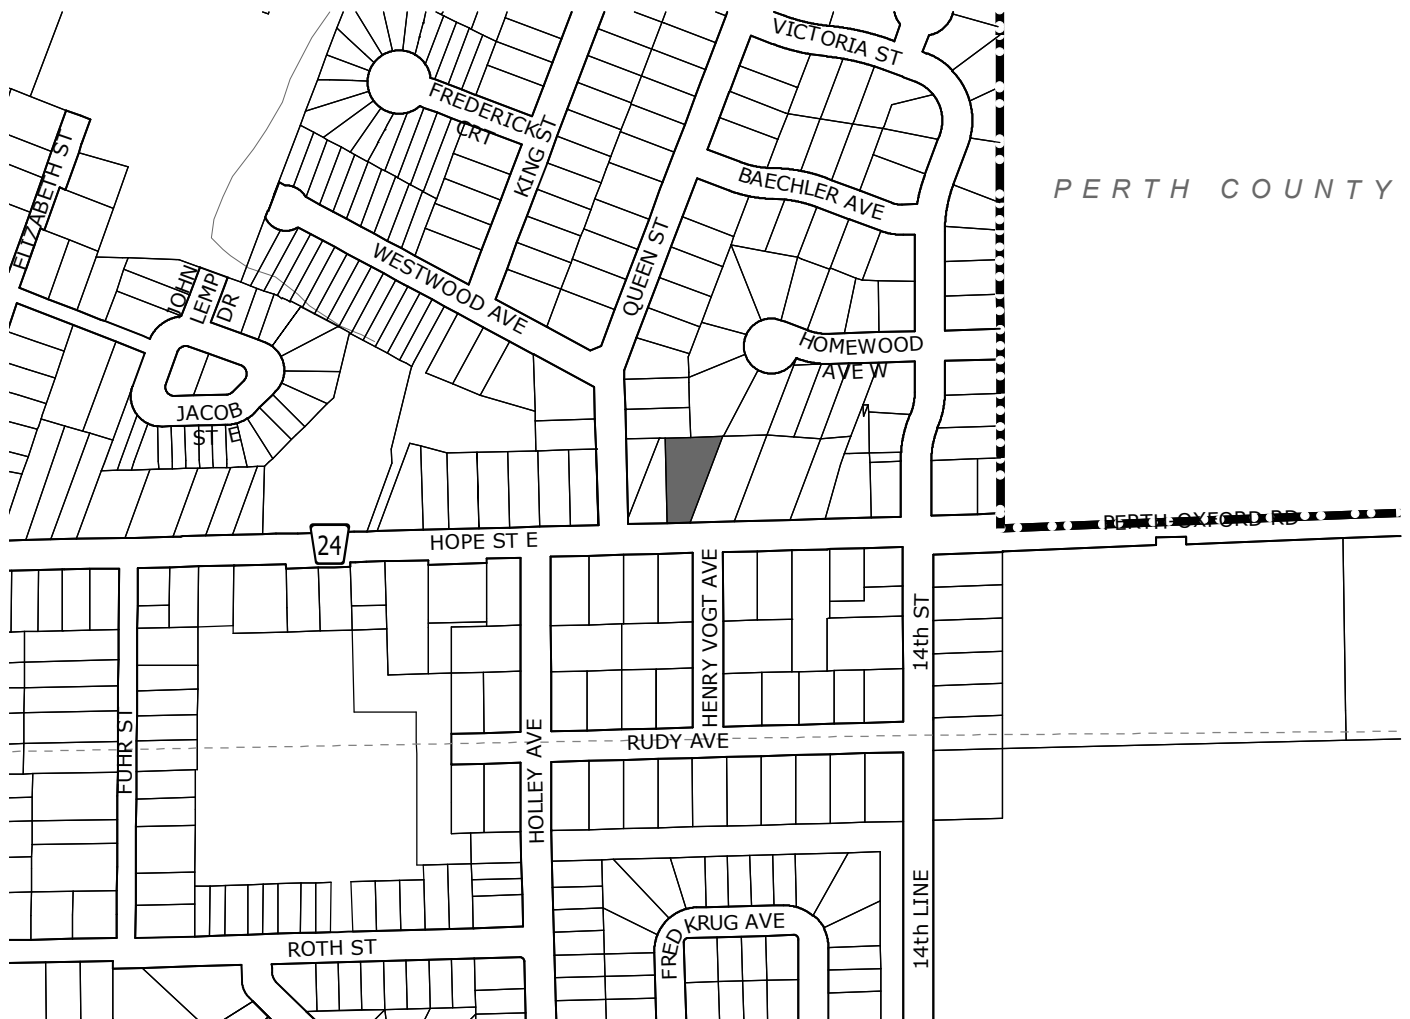 VICTORIA ST
FREDERICK
CRT
KING ST
ELIZABETH ST
BAECHLER AVE
PERTH COUNTY
QUEEN ST
WESTWOOD AVE
JOHN
LEMP
DR
HOMEWOOD
AVE W
JACOB
ST E
PERTH-OXFORD RD
24
HOPE ST E
HENRY VOGT AVE
14th ST
FUHR ST
HOLLEY AVE
RUDY AVE
FRED
KRUG AVE
14th LINE
ROTH ST